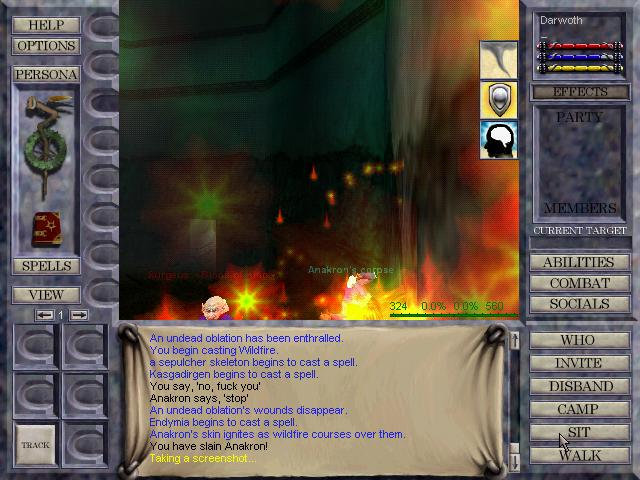 HELP
OPTIONS
PERSONA
SPELLS
VIEW
1
TRACK
Anakron's corpse
324 0.0% 0.0% 560
An undead oblation has been enthralled.
You begin casting Wildfire.
a sepulcher skeleton begins to cast a spell.
Kasgadirgen begins to cast a spell.
You say, 'no, fuck you'
Anakron says, 'stop'
An undead oblation's wounds disappear.
Endymia begins to cast a spell.
Anakron's skin ignites as wildfire courses over them.
You have slain Anakron!
Taking a screenshot...
Darwoth
EFFECTS
PARTY
MEMBERS
CURRENT TARGET
ABILITIES
COMBAT
SOCIALS
WHO
INVITE
DISBAND
CAMP
SIT
WALK